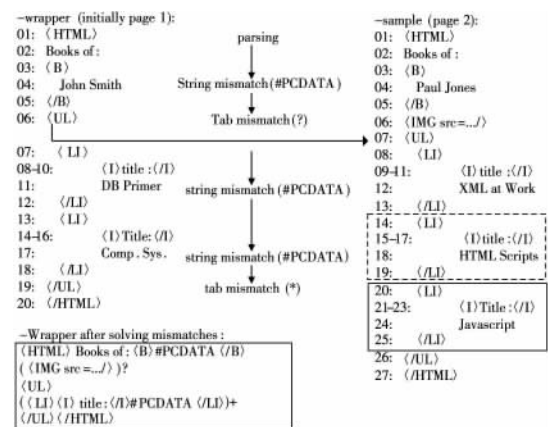 -wrapper (initially page 1):
01: ⟨HTML⟩
02: Books of:
03: ⟨B⟩
04: John Smith
05: ⟨/B⟩
06: ⟨UL⟩
07: ⟨LI⟩
08-10: ⟨I⟩title:⟨/I⟩
11: DB Primer
12: ⟨/LI⟩
13: ⟨LI⟩
14-16: ⟨I⟩Title:⟨/I⟩
17: Comp. Sys.
18: ⟨/LI⟩
19: ⟨/UL⟩
20: ⟨/HTML⟩
parsing
String mismatch(#PCDATA)
Tab mismatch(?)
string mismatch(#PCDATA)
string mismatch(#PCDATA)
tab mismatch (*)
-sample (page 2):
01: ⟨HTML⟩
02: Books of:
03: ⟨B⟩
04: Paul Jones
05: ⟨/B⟩
06: ⟨IMG src=.../⟩
07: ⟨UL⟩
08: ⟨LI⟩
09-11: ⟨I⟩title:⟨/I⟩
12: XML at Work
13: ⟨/LI⟩
14: ⟨LI⟩
15-17: ⟨I⟩title:⟨/I⟩
18: HTML Scripts
19: ⟨/LI⟩
20: ⟨LI⟩
21-23: ⟨I⟩Title:⟨/I⟩
24: Javascript
25: ⟨/LI⟩
26: ⟨/UL⟩
27: ⟨/HTML⟩
-Wrapper after solving mismatches:
⟨HTML⟩ Books of: ⟨B⟩#PCDATA ⟨/B⟩
(⟨IMG src=.../⟩)?
⟨UL⟩
(⟨LI⟩⟨I⟩ title:⟨/I⟩#PCDATA ⟨/LI⟩)+
⟨/UL⟩⟨/HTML⟩